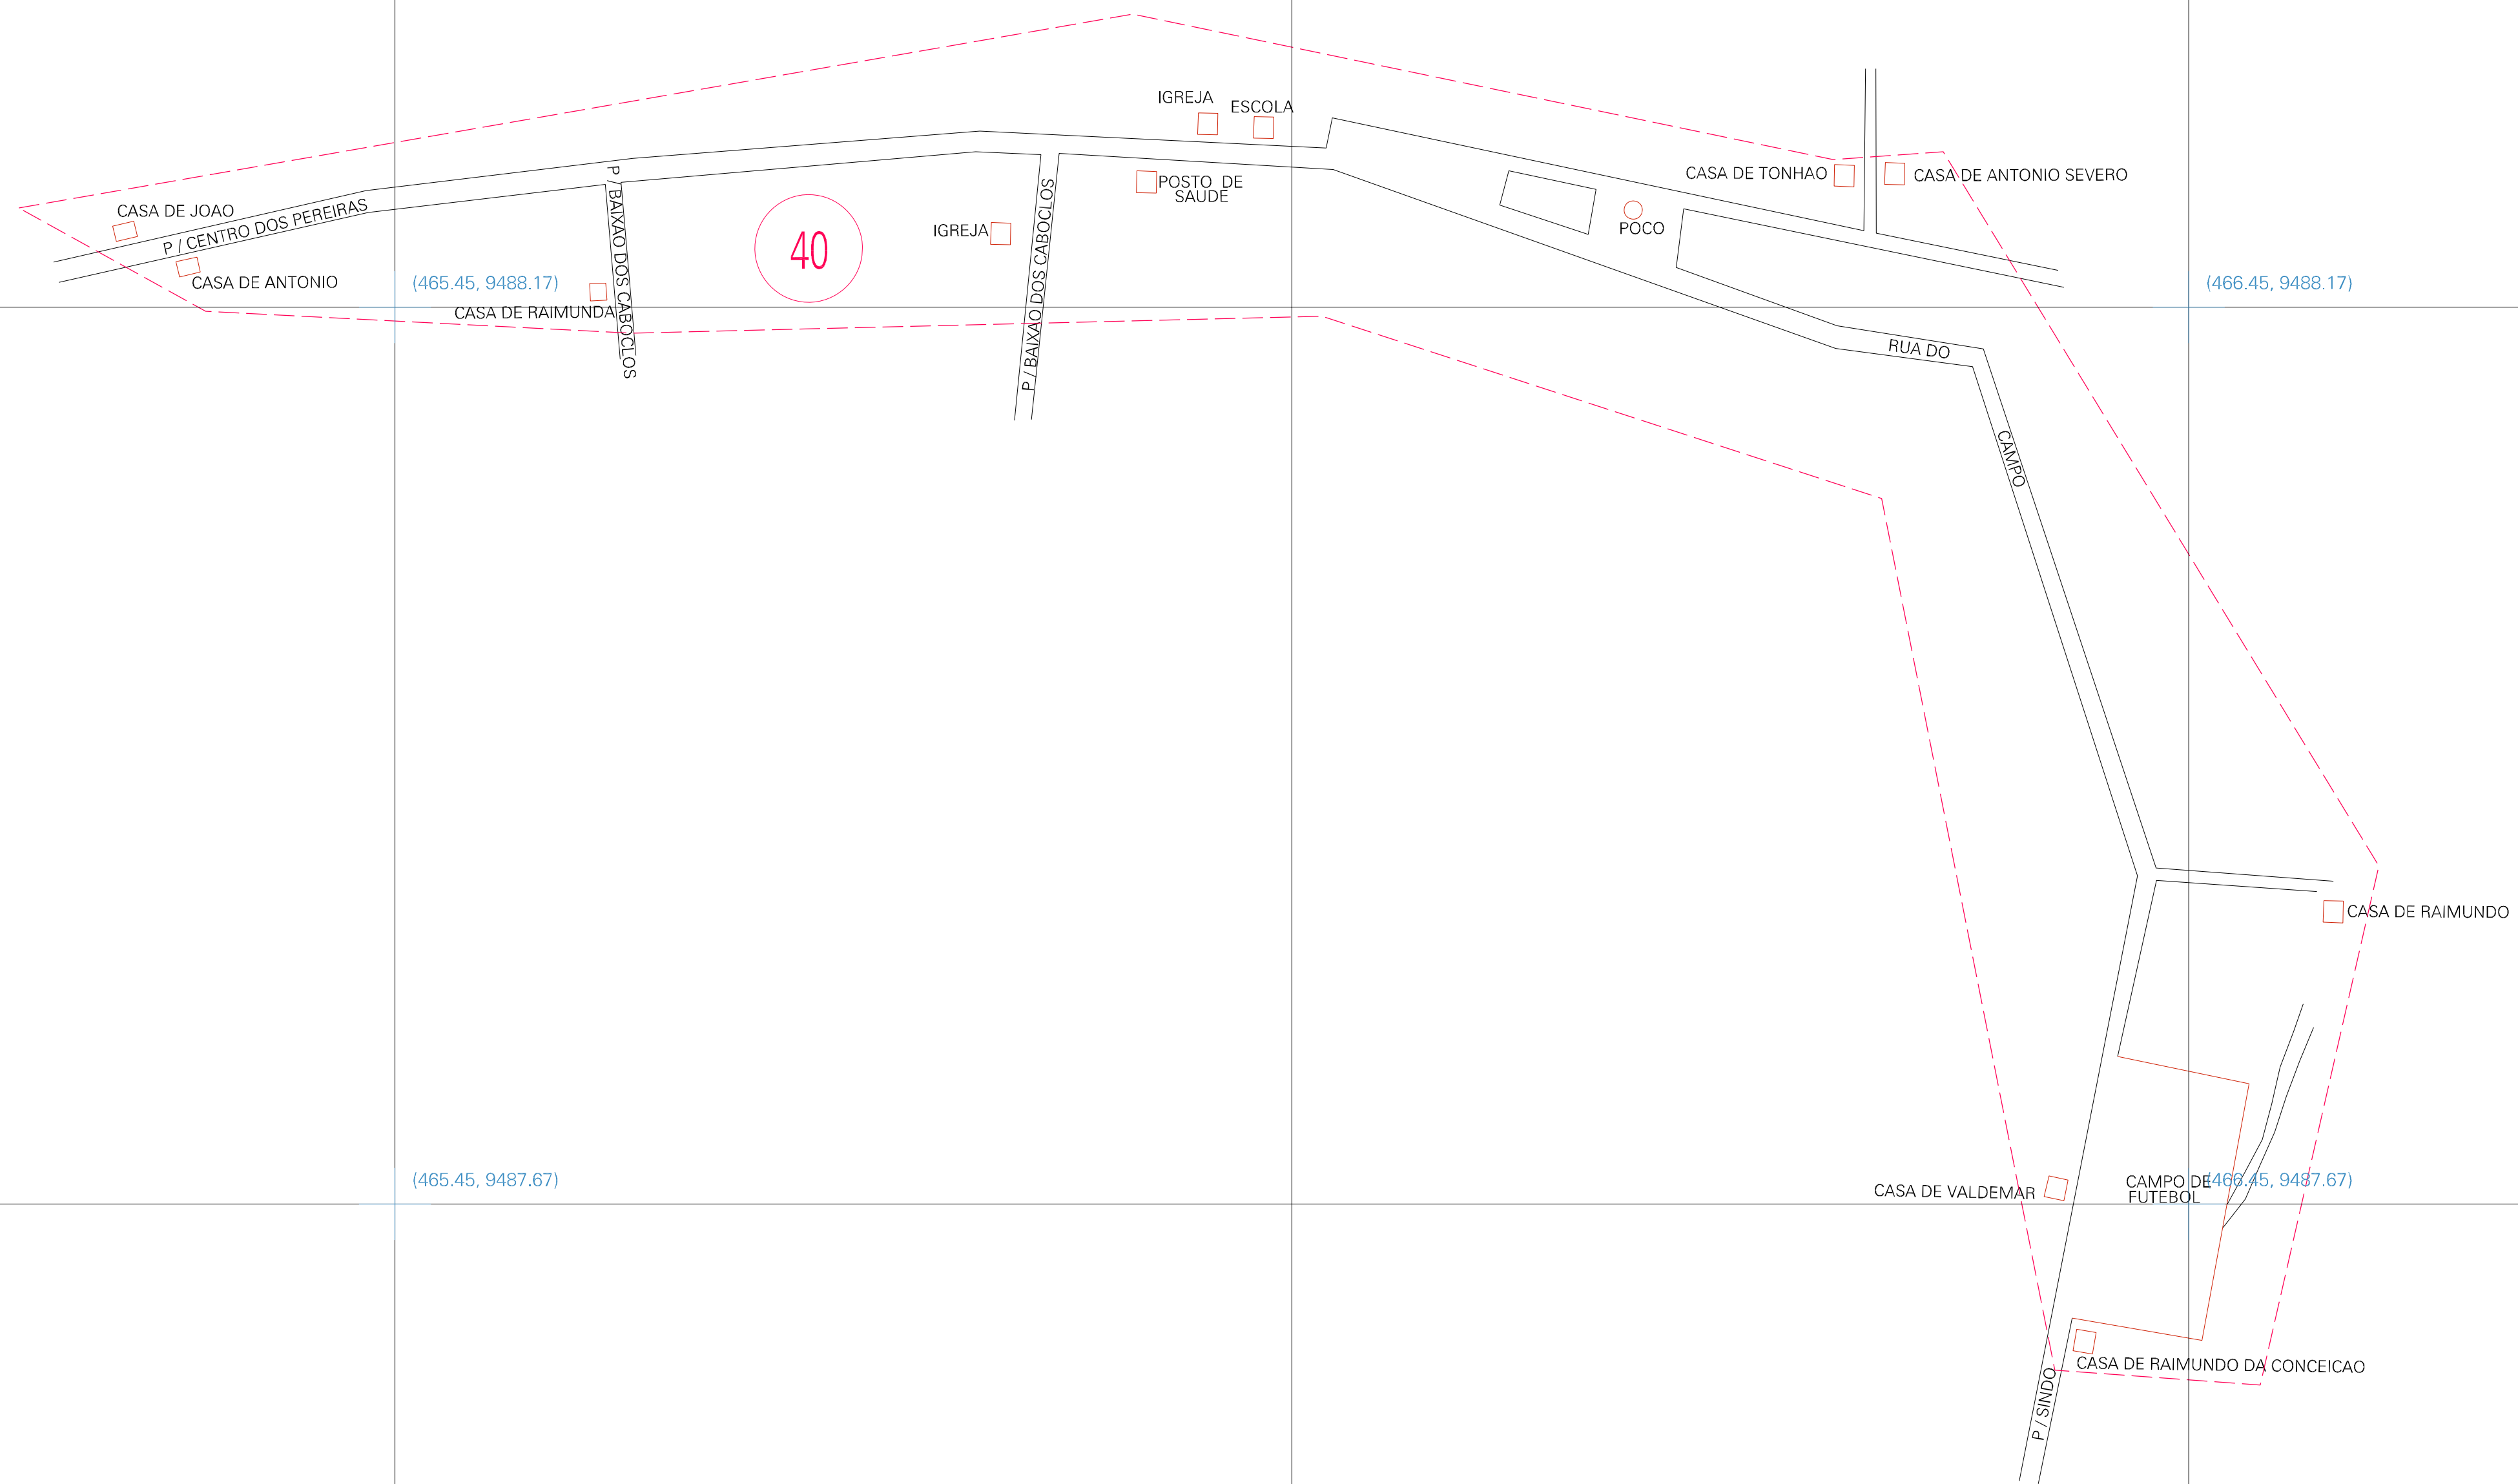 IGREJA
ESCOLA
CASA DE TONHAO
CASA DE ANTONIO SEVERO
POSTO DE
SAUDE
CASA DE JOAO
P / CENTRO DOS PEREIRAS
P / BAIXAO DOS CABOCLOS
40
IGREJA
P / BAIXAO DOS CABOCLOS
POCO
CASA DE ANTONIO
(465.45, 9488.17)
(466.45, 9488.17)
CASA DE RAIMUNDA
RUA DO
CAMPO
CASA DE RAIMUNDO
(465.45, 9487.67)
CASA DE VALDEMAR
CAMPO DE
FUTEBOL
(466.45, 9487.67)
CASA DE RAIMUNDO DA CONCEICAO
P / SINDO